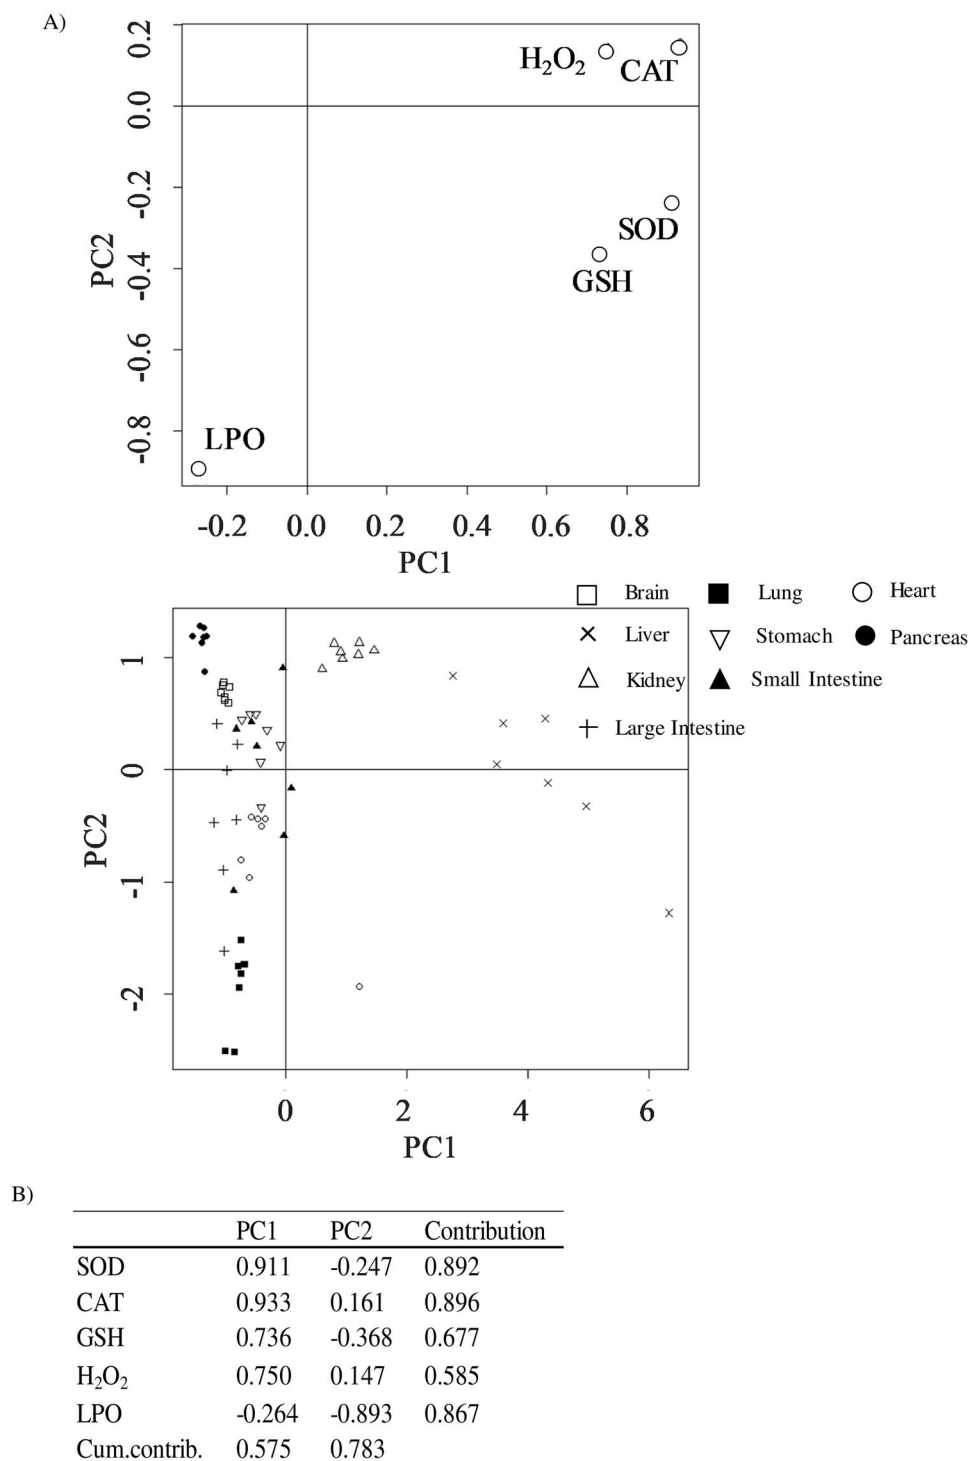 A)
0.2
0.0
-0.2
-0.4
-0.6
-0.8
PC2
H₂O₂
CAT
SOD
GSH
LPO
-0.2 0.0 0.2 0.4 0.6 0.8
PC1
Brain Lung Heart
Liver Stomach Pancreas
Kidney Small Intestine
Large Intestine
1
0
-1
-2
PC2
0 2 4 6
PC1
B)
PC1 PC2 Contribution
SOD 0.911 -0.247 0.892
CAT 0.933 0.161 0.896
GSH 0.736 -0.368 0.677
H₂O₂ 0.750 0.147 0.585
LPO -0.264 -0.893 0.867
Cum.contrib. 0.575 0.783